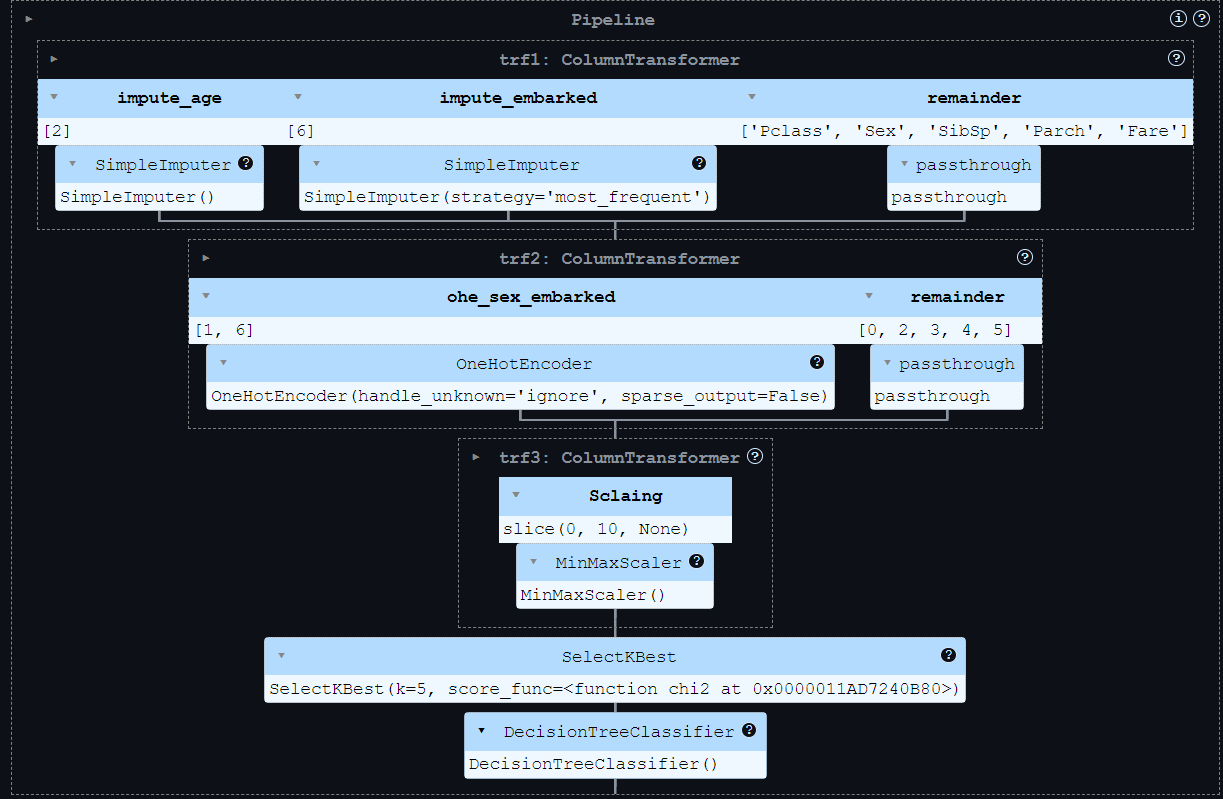 Pipeline
trf1: ColumnTransformer
impute_age impute_embarked remainder
[2] [6] ['Pclass', 'Sex', 'SibSp', 'Parch', 'Fare']
SimpleImputer ? SimpleImputer ? passthrough
SimpleImputer() SimpleImputer(strategy='most_frequent') passthrough
trf2: ColumnTransformer
ohe_sex_embarked remainder
[1, 6] [0, 2, 3, 4, 5]
OneHotEncoder ? passthrough
OneHotEncoder(handle_unknown='ignore', sparse_output=False) passthrough
trf3: ColumnTransformer ?
Sclaing
slice(0, 10, None)
MinMaxScaler ?
MinMaxScaler()
SelectKBest ?
SelectKBest(k=5, score_func=<function chi2 at 0x0000011AD7240B80>)
DecisionTreeClassifier ?
DecisionTreeClassifier()